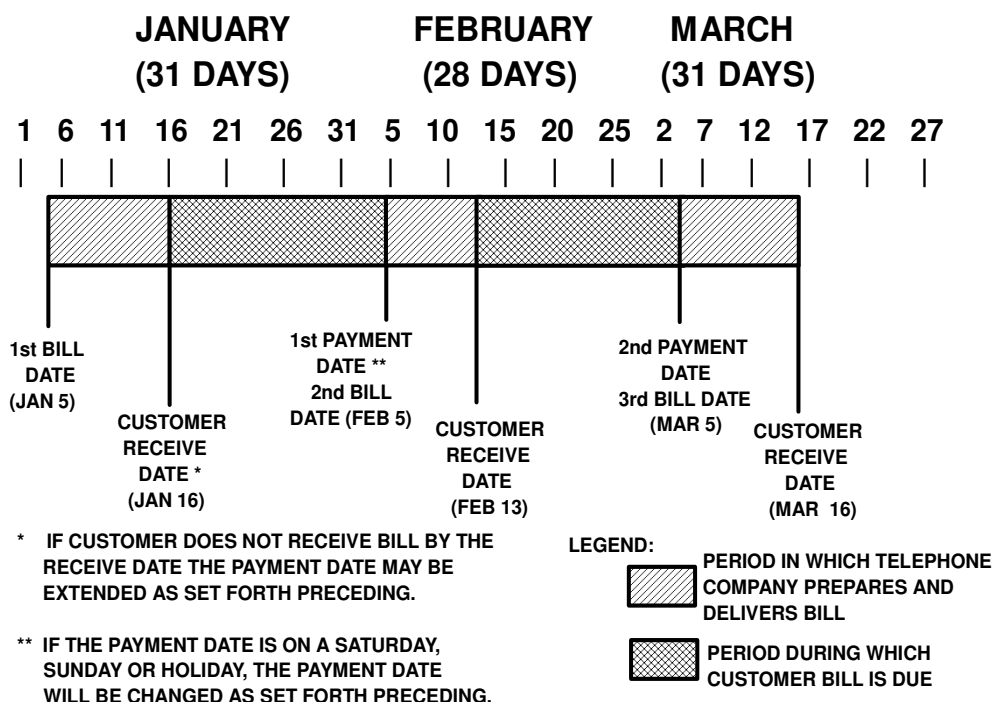 JANUARY FEBRUARY MARCH
(31 DAYS) (28 DAYS) (31 DAYS)
1 6 11 16 21 26 31 5 10 15 20 25 2 7 12 17 22 27
1st BILL
DATE
(JAN 5)
CUSTOMER
RECEIVE
DATE *
(JAN 16)
1st PAYMENT
DATE **
2nd BILL
DATE (FEB 5)
CUSTOMER
RECEIVE
DATE
(FEB 13)
2nd PAYMENT
DATE
3rd BILL DATE
(MAR 5)
CUSTOMER
RECEIVE
DATE
(MAR 16)
* IF CUSTOMER DOES NOT RECEIVE BILL BY THE
RECEIVE DATE THE PAYMENT DATE MAY BE
EXTENDED AS SET FORTH PRECEDING.
** IF THE PAYMENT DATE IS ON A SATURDAY,
SUNDAY OR HOLIDAY, THE PAYMENT DATE
WILL BE CHANGED AS SET FORTH PRECEDING.
LEGEND:
PERIOD IN WHICH TELEPHONE
COMPANY PREPARES AND
DELIVERS BILL
PERIOD DURING WHICH
CUSTOMER BILL IS DUE